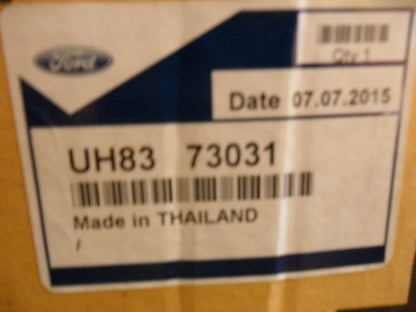 Ford
Qty 1
Date 07.07.2015
UH83 73031
Made in THAILAND
/